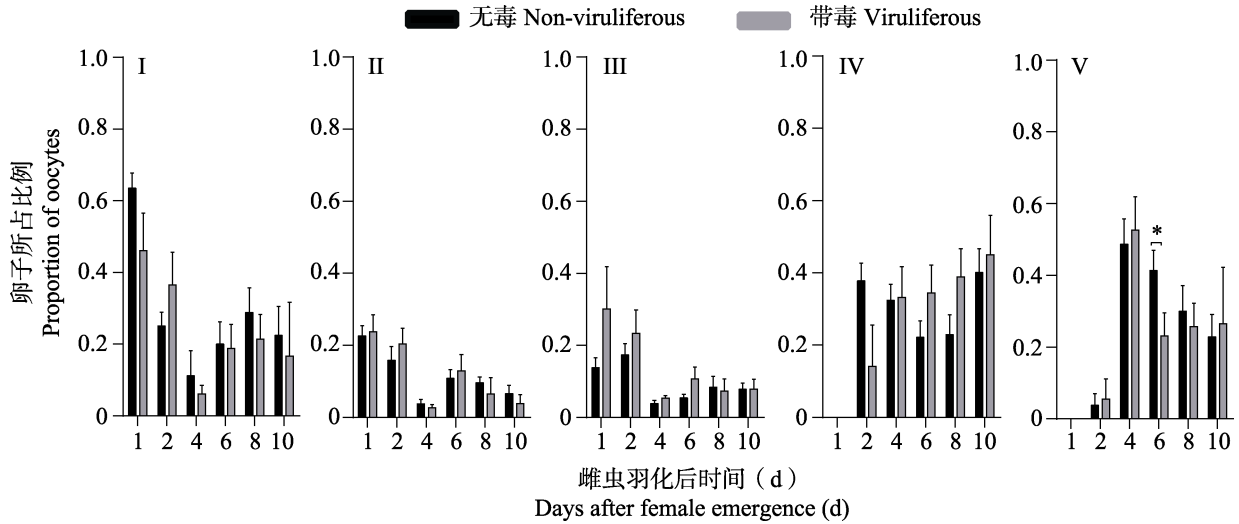 无毒 Non-viruliferous 带毒 Viruliferous
I II III IV V
1.0 1.0 1.0 1.0 1.0
0.8 0.8 0.8 0.8 0.8
0.6 0.6 0.6 0.6 0.6
*
0.4 0.4 0.4 0.4 0.4
0.2 0.2 0.2 0.2 0.2
0 0 0 0 0
1 2 4 6 8 10 1 2 4 6 8 10 1 2 4 6 8 10 1 2 4 6 8 10 1 2 4 6 8 10
卵子所占比例
Proportion of oocytes
雌虫羽化后时间（d）
Days after female emergence (d)